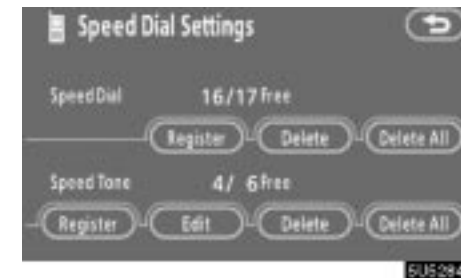 Speed Dial Settings
Speed Dial 16/17 Free
Register Delete Delete All
Speed Tone 4/ 6 Free
Register Edit Delete Delete All
5U5284